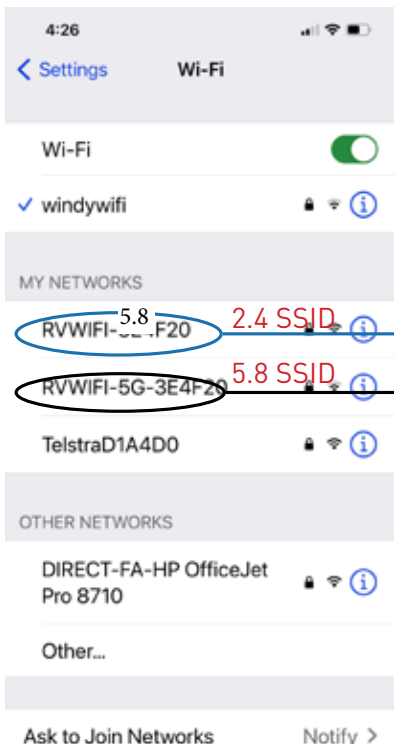 4:26
Settings Wi-Fi
Wi-Fi
windywifi
MY NETWORKS
5.8
2.4 SSID
RVWIFI- F20
5.8 SSID
RVWIFI-5G-3E4F20
TelstraD1A4D0
OTHER NETWORKS
DIRECT-FA-HP OfficeJet
Pro 8710
Other...
Ask to Join Networks Notify >